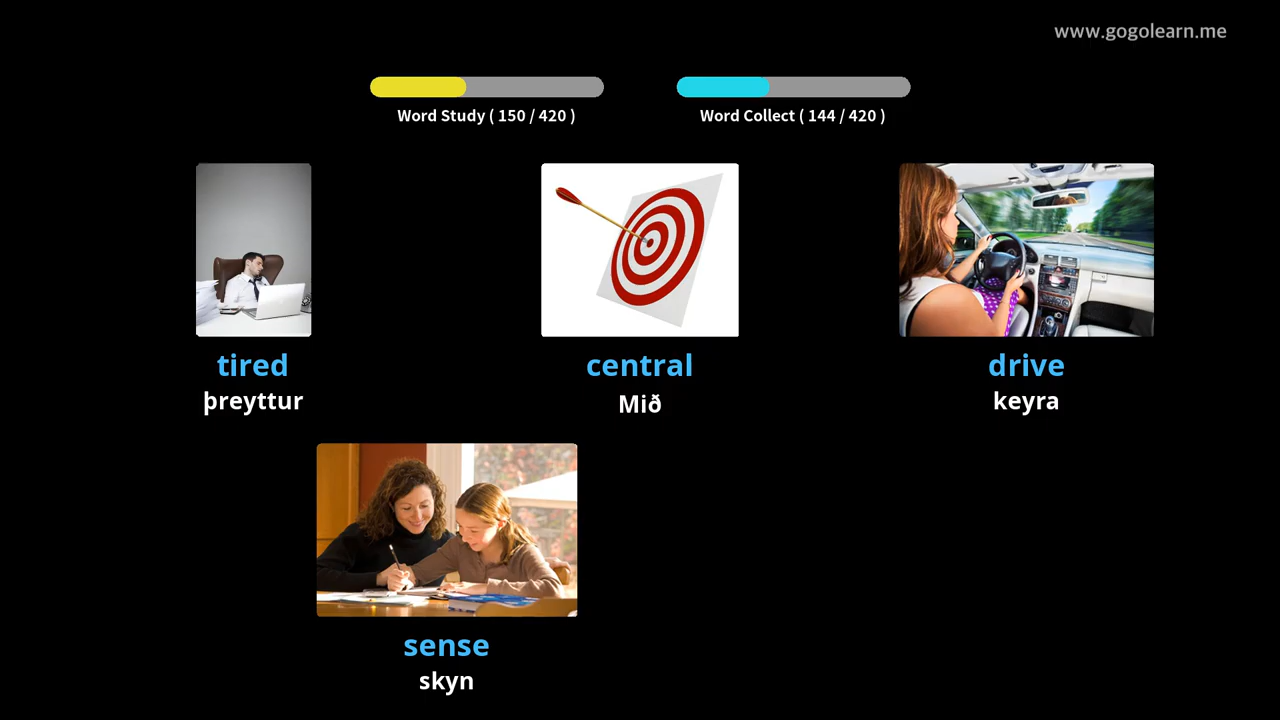 www.gogolearn.me
Word Study ( 150 / 420 )
Word Collect ( 144 / 420 )
tired
þreyttur
central
Mið
drive
keyra
sense
skyn